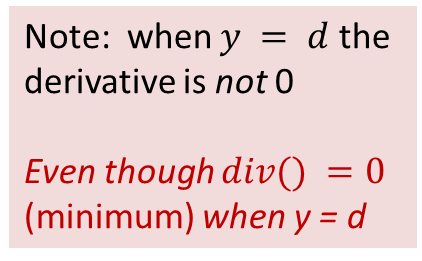 Note: when y = d the
derivative is not 0
Even though div() = 0
(minimum) when y = d